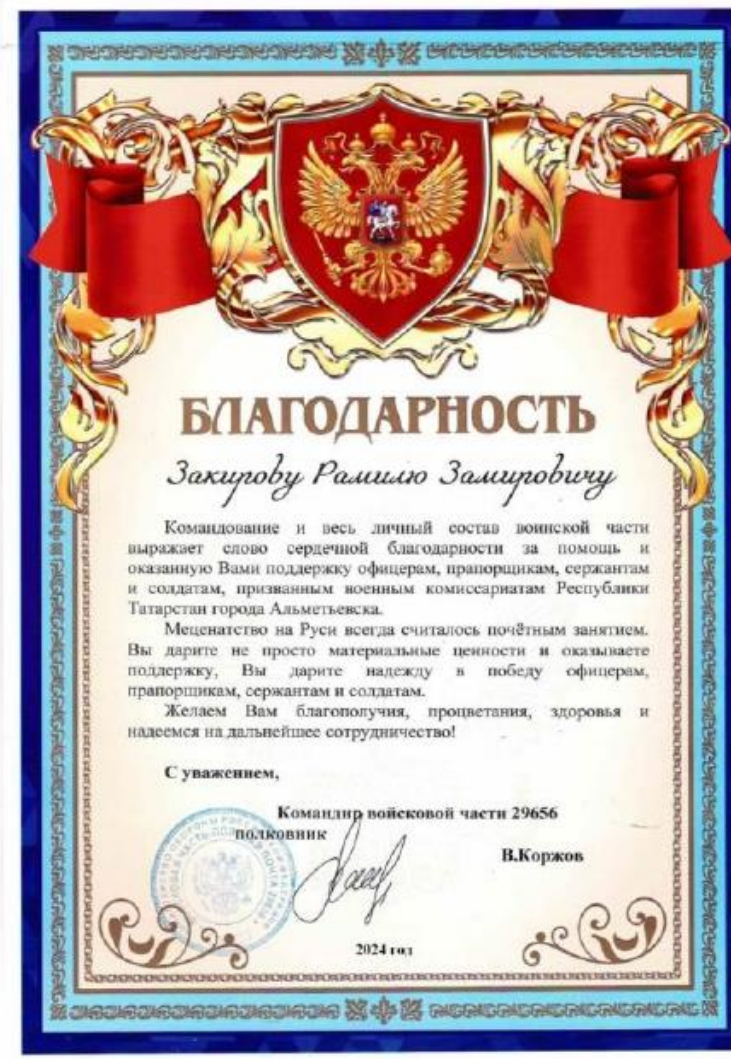 БЛАГОДАРНОСТЬ
Закирову Рамилю Замировичу
Командование и весь личный состав воинской части
выражает слово сердечной благодарности за помощь и
оказанную Вами поддержку офицерам, прапорщикам, сержантам
и солдатам, призванным военным комиссариатам Республики
Татарстан города Альметьевска.
Меценатство на Руси всегда считалось почётным занятием.
Вы дарите не просто материальные ценности и оказываете
поддержку, Вы дарите надежду в победу офицерам,
прапорщикам, сержантам и солдатам.
Желаем Вам благополучия, процветания, здоровья и
надеемся на дальнейшее сотрудничество!
С уважением,
Командир войсковой части 29656
полковник
В.Коржов
2024 год